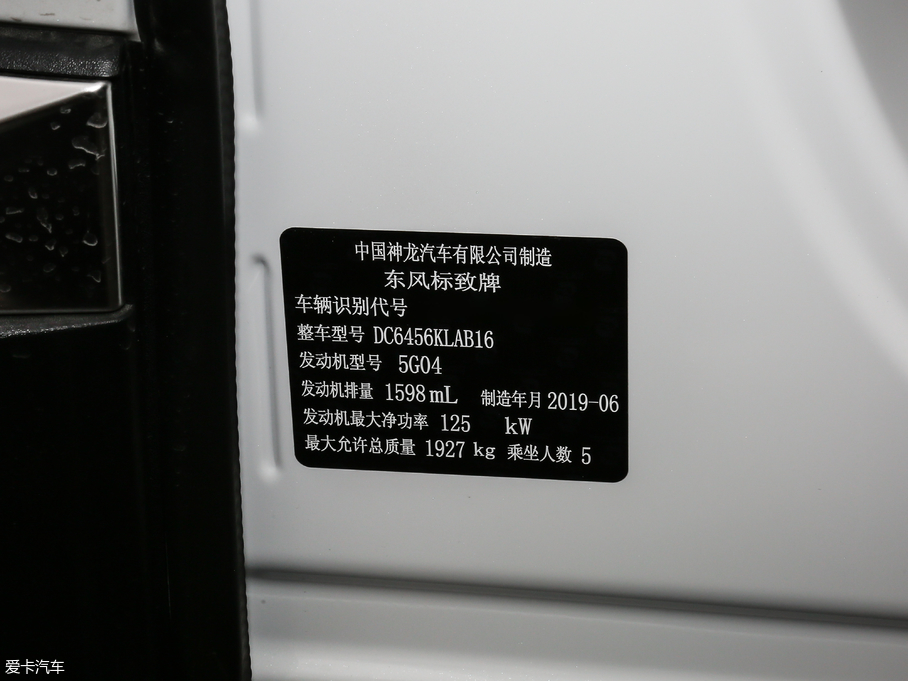 中国神龙汽车有限公司制造
东风标致牌
车辆识别代号
整车型号 DC6456KLAB16
发动机型号 5G04
发动机排量 1598 mL 制造年月 2019-06
发动机最大净功率 125 kW
最大允许总质量 1927 kg 乘坐人数 5
爱卡汽车